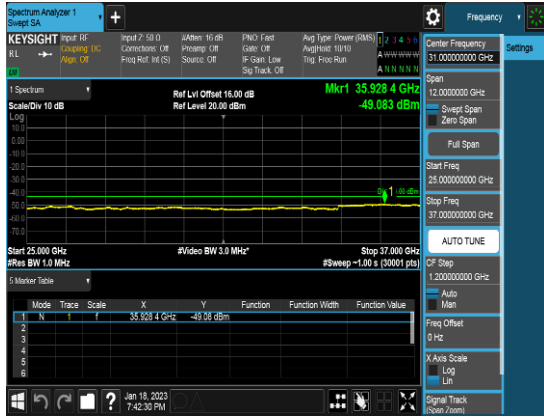 Spectrum Analyzer 1
Swept SA
Frequency
KEYSIGHT
RL
Input: RF
Coupling: DC
Align: Off
Input Z: 50 Ω
Corrections: Off
Freq Ref: Int (S)
#Atten: 16 dB
Preamp: Off
Source: Off
PNO: Fast
Gate: Off
IF Gain: Low
Sig Track: Off
Avg Type: Power (RMS)
Avg|Hold: 10/10
Trig: Free Run
1 2 3 4 5 6
A W W W W W
A N N N N N
1 Spectrum
Scale/Div 10 dB
Ref Lvl Offset 16.00 dB
Ref Level 20.00 dBm
Mkr1 35.928 4 GHz
-49.083 dBm
Log
10.0
0.00
-10.0
-20.0
-30.0
-40.0
-50.0
-60.0
-70.0
1
Start 25.000 GHz
#Res BW 1.0 MHz
#Video BW 3.0 MHz*
Stop 37.000 GHz
#Sweep ~1.00 s (30001 pts)
5 Marker Table
Mode Trace Scale X Y Function Function Width Function Value
1 N 1 f 35.928 4 GHz -49.08 dBm
2
3
4
5
6
Jan 18, 2023
7:42:30 PM
Center Frequency
31.000000000 GHz
Settings
Span
12.0000000 GHz
Swept Span
Zero Span
Full Span
Start Freq
25.000000000 GHz
Stop Freq
37.000000000 GHz
AUTO TUNE
CF Step
1.200000000 GHz
Auto
Man
Freq Offset
0 Hz
X Axis Scale
Log
Lin
Signal Track
(Span Zoom)